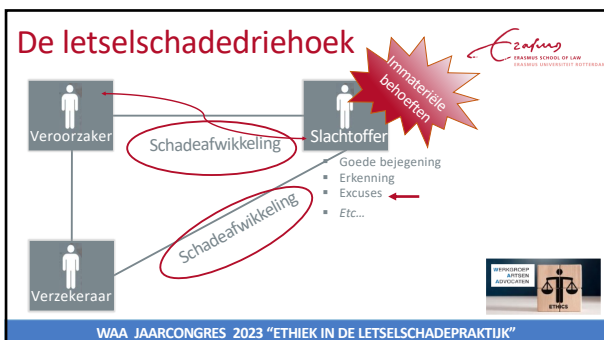 De letselschadedriehoek
Erasmus
ERASMUS SCHOOL OF LAW
ERASMUS UNIVERSITEIT ROTTERDAM
Immateriële
behoeften
Veroorzaker
Slachtoffer
Schadeafwikkeling
▪ Goede bejegening
▪ Erkenning
▪ Excuses
▪ Etc…
Schadeafwikkeling
Verzekeraar
WERKGROEP
ARTSEN
ADVOCATEN
ETHICS
WAA JAARCONGRES 2023 “ETHIEK IN DE LETSELSCHADEPRAKTIJK”